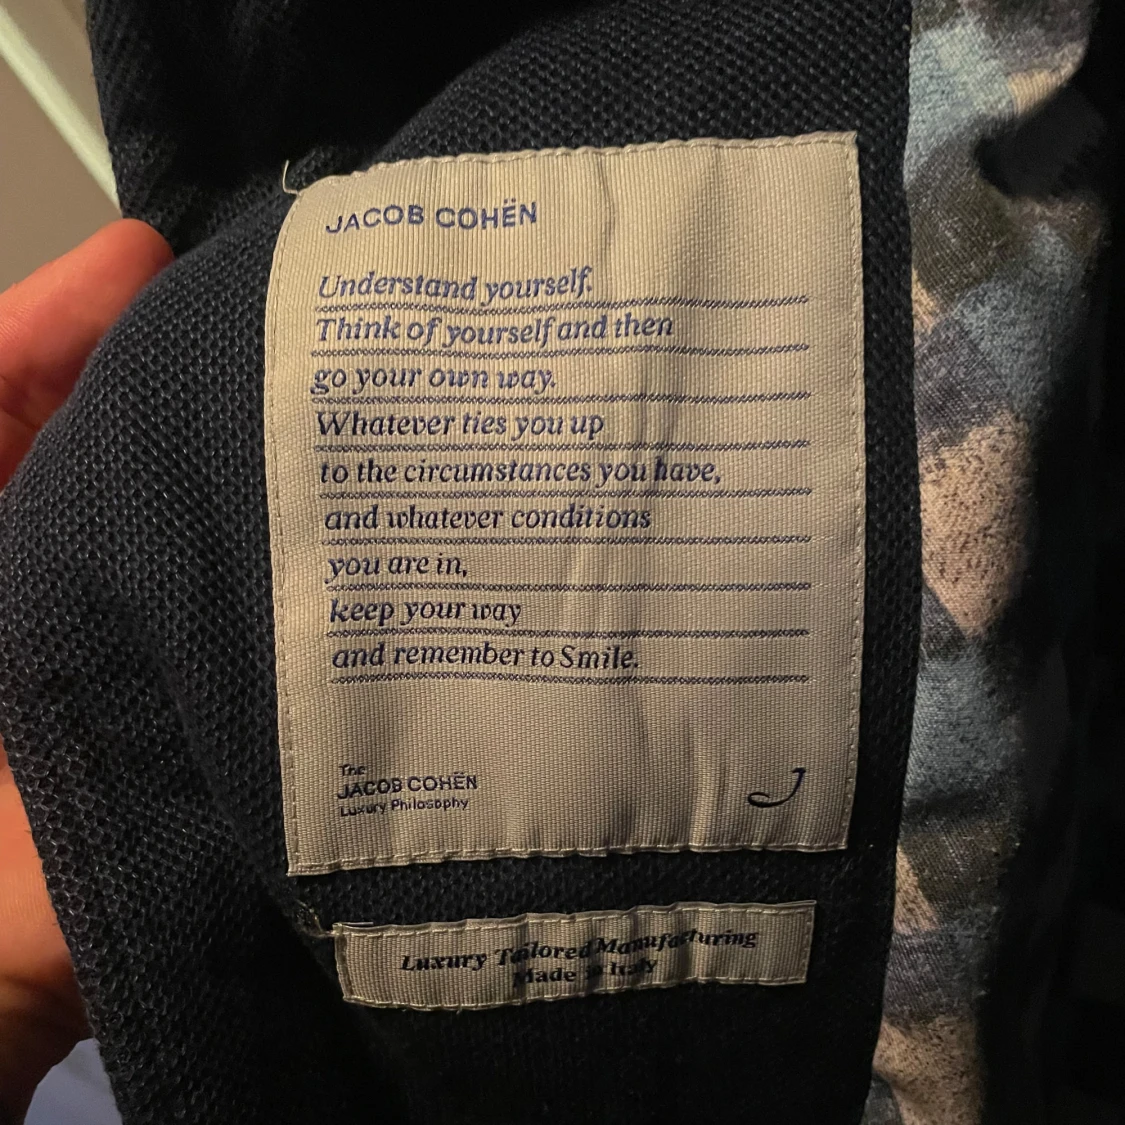 JACOB COHËN
Understand yourself.
Think of yourself and then
go your own way.
Whatever ties you up
to the circumstances you have,
and whatever conditions
you are in,
keep your way
and remember to Smile.
The
JACOB COHËN
Luxury Philosophy
J
Luxury Tailored Manufacturing
Made in Italy